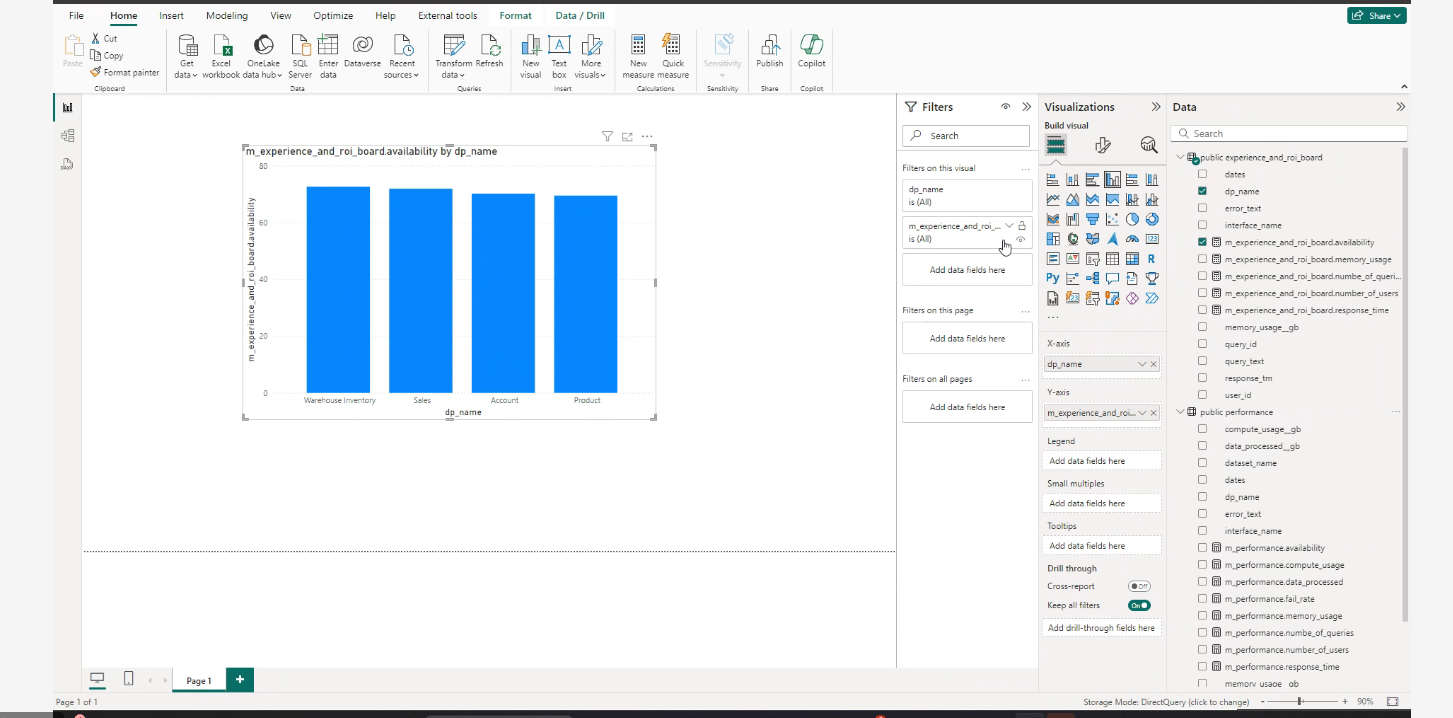 File Home Insert Modeling View Optimize Help External tools Format Data / Drill Share
Paste
Cut
Copy
Format painter
Get data
Excel workbook
OneLake data hub
SQL Server
Enter data
Dataverse
Recent sources
Transform data
Refresh
New visual
Text box
More visuals
New measure
Quick measure
Sensitivity
Publish
Copilot
Clipboard Data Queries Insert Calculations Sensitivity Share Copilot
m_experience_and_roi_board.availability by dp_name
m_experience_and_roi_board.availability
80
60
40
20
0
Warehouse Inventory Sales Account Product
dp_name
Filters
Search
Filters on this visual
dp_name
is (All)
m_experience_and_roi_...
is (All)
Add data fields here
Filters on this page
Add data fields here
Filters on all pages
Add data fields here
Visualizations
Build visual
123
R
Py
X-axis
dp_name
Y-axis
m_experience_and_roi...
Legend
Add data fields here
Small multiples
Add data fields here
Tooltips
Add data fields here
Drill through
Cross-report Off
Keep all filters On
Add drill-through fields here
Data
Search
public experience_and_roi_board
dates
dp_name
error_text
interface_name
m_experience_and_roi_board.availability
m_experience_and_roi_board.memory_usage
m_experience_and_roi_board.numbe_of_queri...
m_experience_and_roi_board.number_of_users
m_experience_and_roi_board.response_time
memory_usage__gb
query_id
query_text
response_tm
user_id
public performance
compute_usage__gb
data_processed__gb
dataset_name
dates
dp_name
error_text
interface_name
m_performance.availability
m_performance.compute_usage
m_performance.data_processed
m_performance.fail_rate
m_performance.memory_usage
m_performance.numbe_of_queries
m_performance.number_of_users
m_performance.response_time
memory_usage__gb
Page 1 +
Page 1 of 1
Storage Mode: DirectQuery (click to change) - + 90%